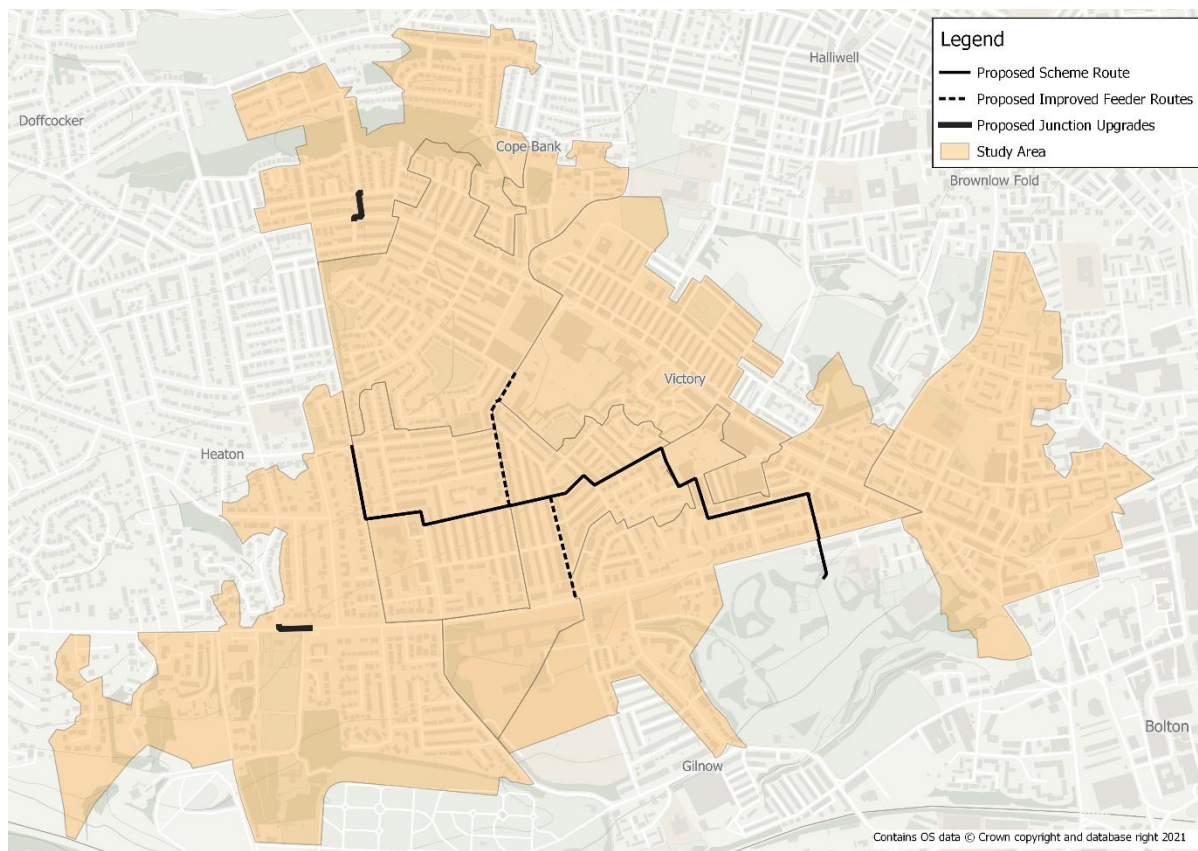 Legend
Proposed Scheme Route
Proposed Improved Feeder Routes
Proposed Junction Upgrades
Study Area
Halliwell
Doffcocker
Cope Bank
Brownlow Fold
Victory
Heaton
Bolton
Gilnow
Contains OS data © Crown copyright and database right 2021